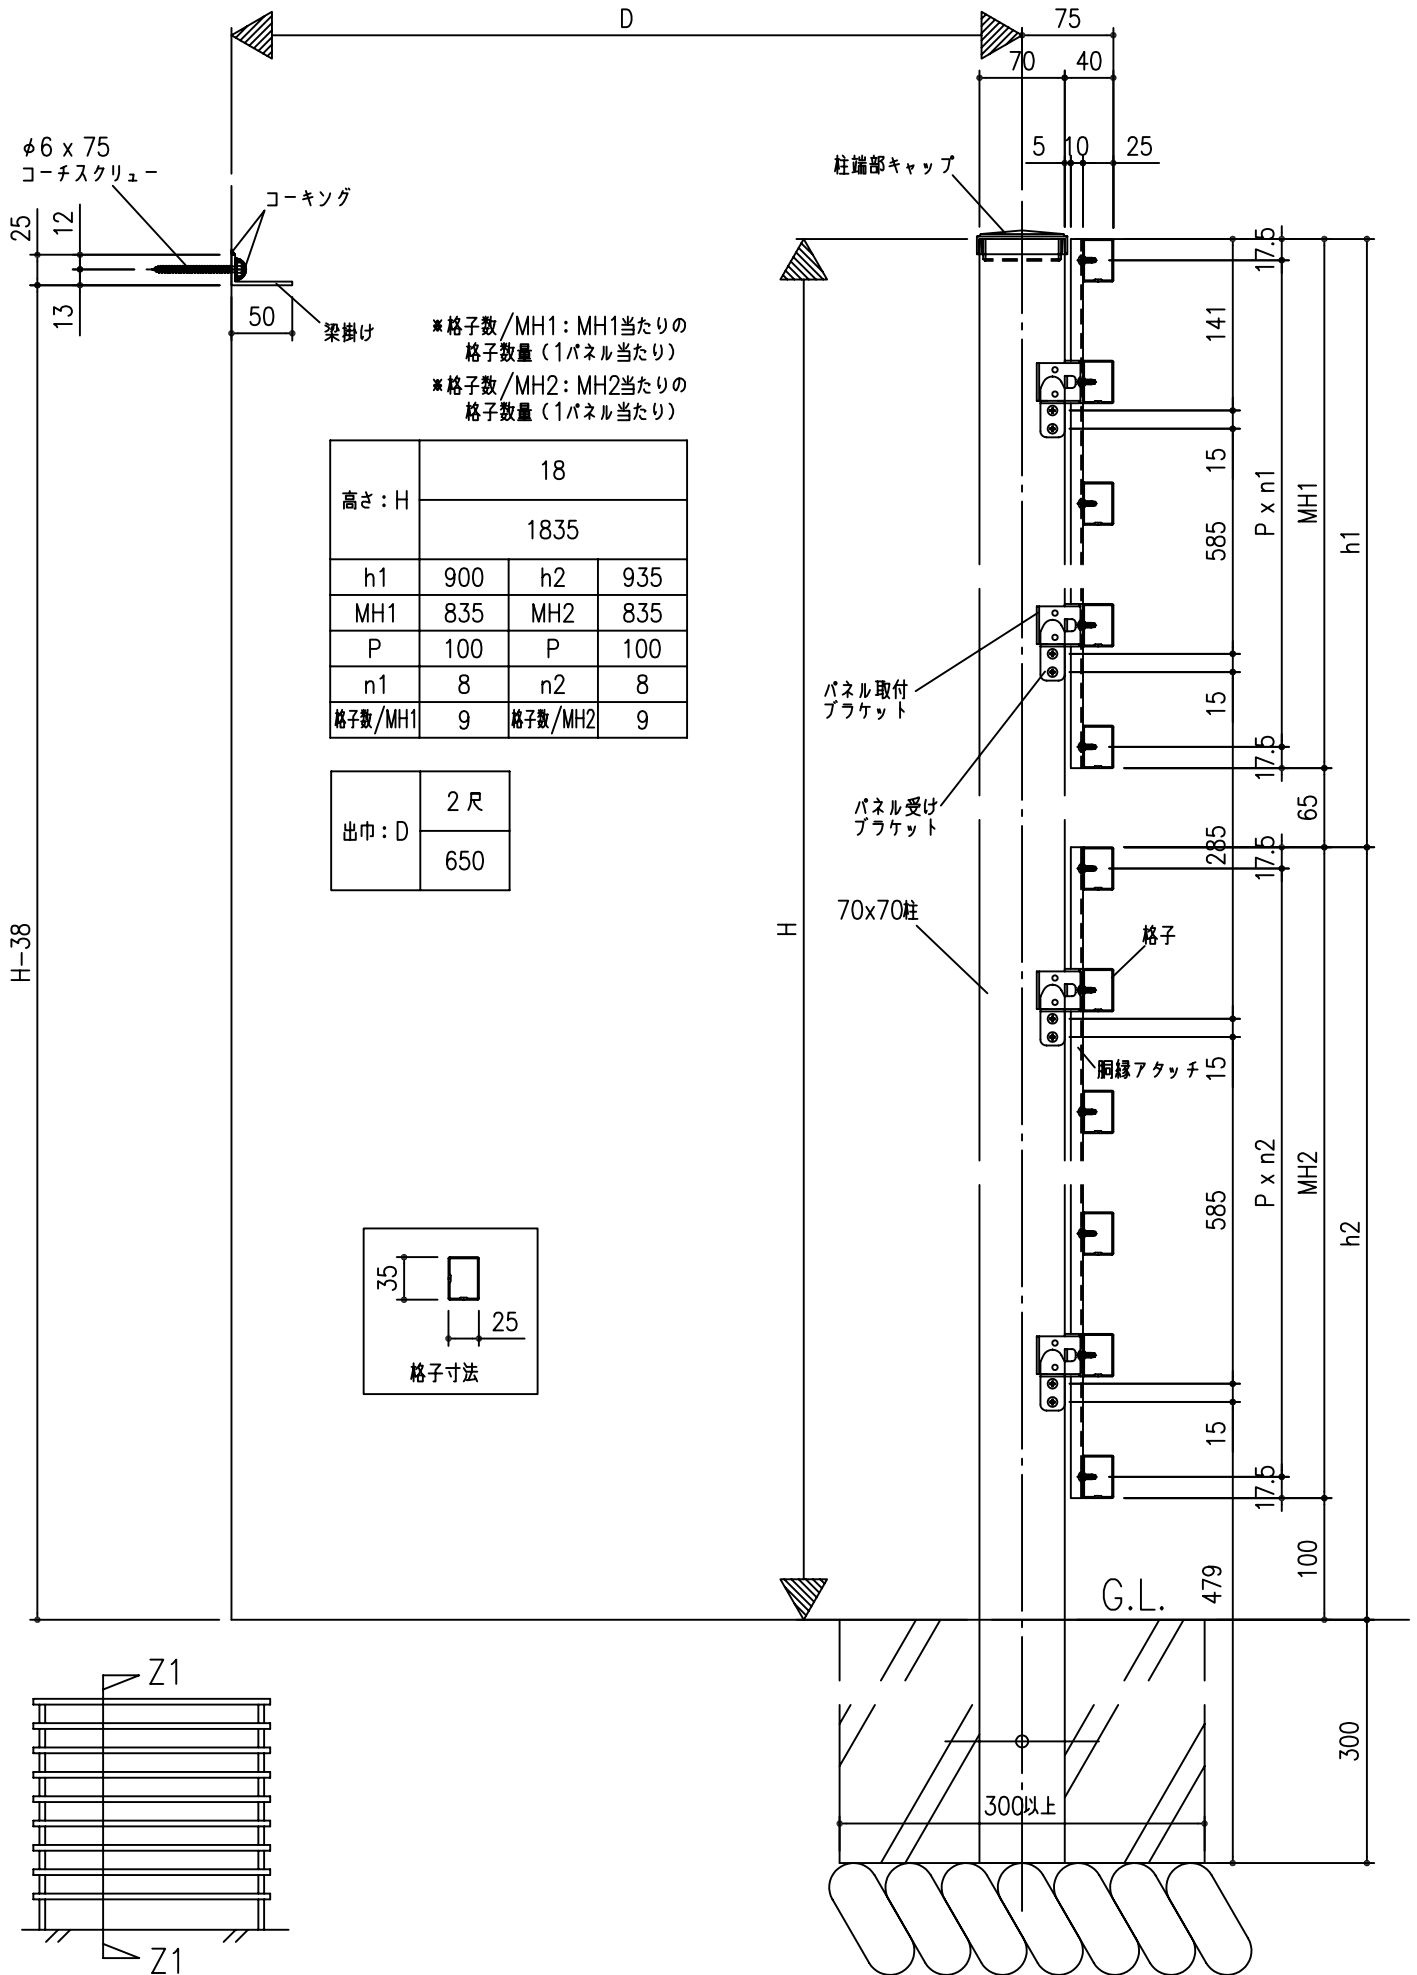 D
75
70
40
5
10
25
φ6 x 75
コーチスクリュー
コーキング
柱端部キャップ
25
12
13
50
梁掛け
※格子数/MH1：MH1当たりの
格子数量（1パネル当たり）
※格子数/MH2：MH2当たりの
格子数量（1パネル当たり）
高さ：H
18
1835
h1 900 h2 935
MH1 835 MH2 835
P 100 P 100
n1 8 n2 8
格子数/MH1 9 格子数/MH2 9
出巾：D
2 尺
650
H-38
H
17.5
141
15
585
P x n1
MH1
h1
パネル取付
ブラケット
15
17.5
パネル受け
ブラケット
65
285
17.5
70x70柱
格子
胴縁アタッチ
15
P x n2
MH2
585
h2
35
25
格子寸法
15
17.5
100
479
G.L.
300
300以上
Z1
Z1